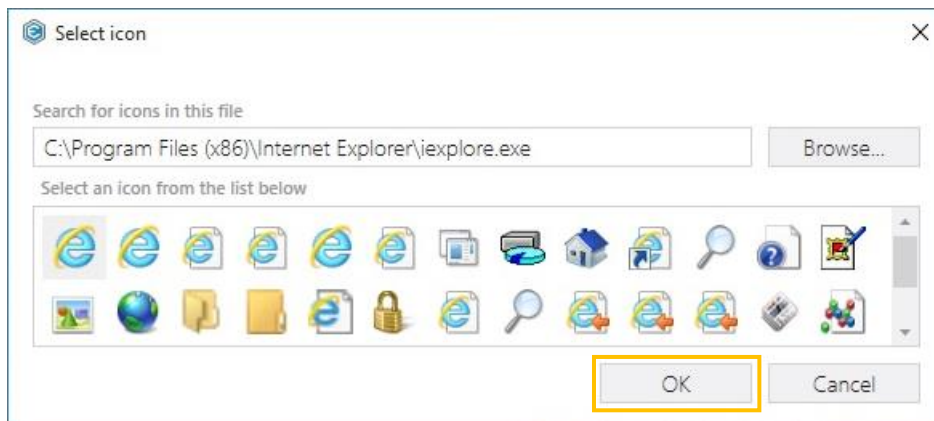 Select icon
Search for icons in this file
C:\Program Files (x86)\Internet Explorer\iexplore.exe
Browse...
Select an icon from the list below
OK
Cancel